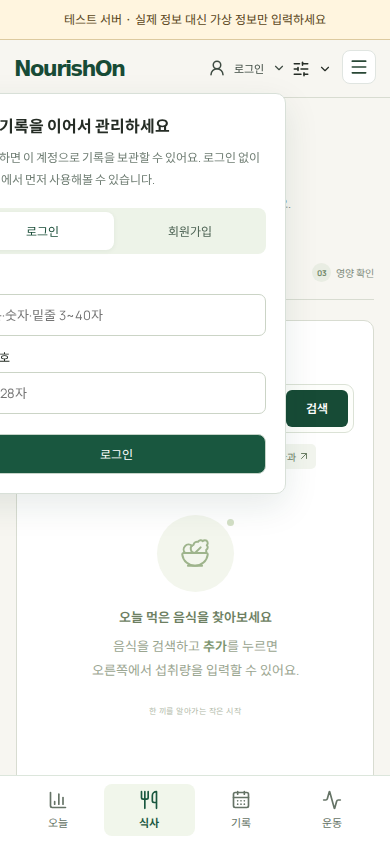 테스트 서버 · 실제 정보 대신 가상 정보만 입력하세요
NourishOn
로그인
기록을 이어서 관리하세요
하면 이 계정으로 기록을 보관할 수 있어요. 로그인 없이
에서 먼저 사용해볼 수 있습니다.
로그인
회원가입
03 영양 확인
·숫자·밑줄 3~40자
호
28자
검색
과
로그인
오늘 먹은 음식을 찾아보세요
음식을 검색하고 추가를 누르면
오른쪽에서 섭취량을 입력할 수 있어요.
한 끼를 알아가는 작은 시작
오늘
식사
기록
운동